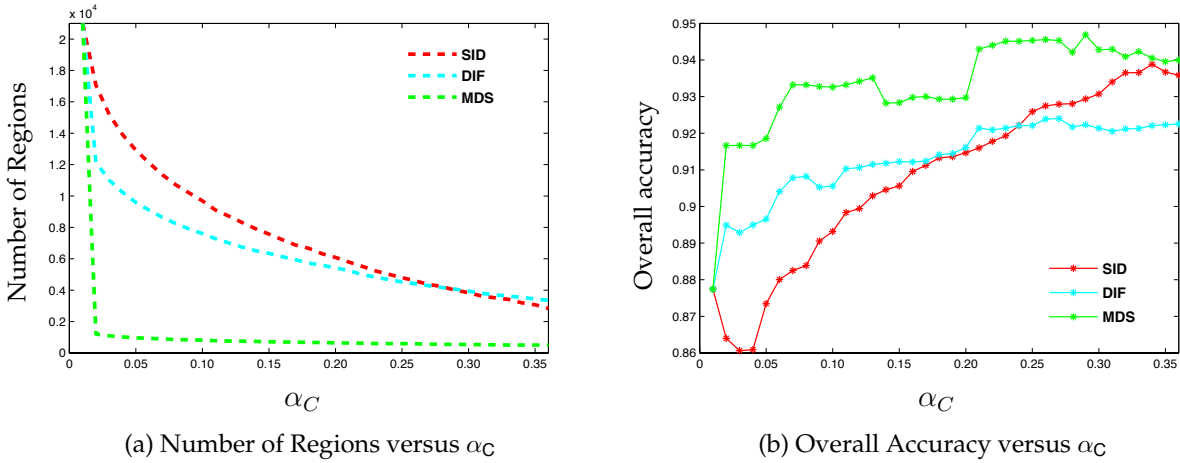 x 10⁴
2
1.8
1.6
1.4
1.2
1
0.8
0.6
0.4
0.2
0
0 0.05 0.10 0.15 0.20 0.25 0.30 0.35
Number of Regions
SID
DIF
MDS
α_C
(a) Number of Regions versus α_C
0.95
0.94
0.93
0.92
0.91
0.9
0.89
0.88
0.87
0.86
0 0.05 0.10 0.15 0.20 0.25 0.30 0.35
Overall accuracy
SID
DIF
MDS
α_C
(b) Overall Accuracy versus α_C